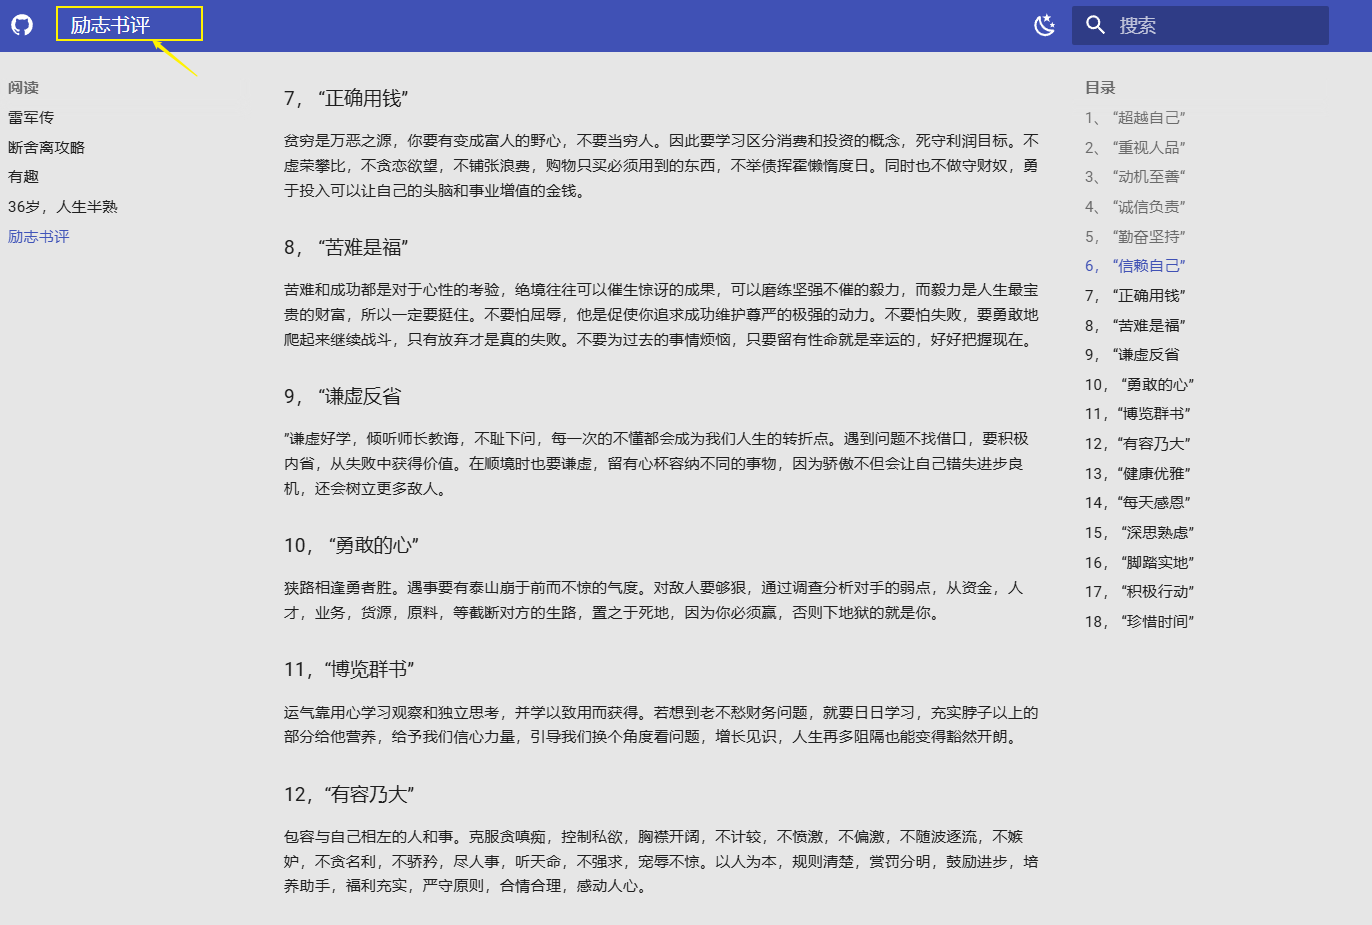 励志书评
搜索
阅读
雷军传
断舍离攻略
有趣
36岁，人生半熟
励志书评
7，“正确用钱”
贫穷是万恶之源，你要有变成富人的野心，不要当穷人。因此要学习区分消费和投资的概念，死守利润目标。不
虚荣攀比，不贪恋欲望，不铺张浪费，购物只买必须用到的东西，不举债挥霍懒惰度日。同时也不做守财奴，勇
于投入可以让自己的头脑和事业增值的金钱。
8，“苦难是福”
苦难和成功都是对于心性的考验，绝境往往可以催生惊讶的成果，可以磨练坚强不催的毅力，而毅力是人生最宝
贵的财富，所以一定要挺住。不要怕屈辱，他是促使你追求成功维护尊严的极强的动力。不要怕失败，要勇敢地
爬起来继续战斗，只有放弃才是真的失败。不要为过去的事情烦恼，只要留有性命就是幸运的，好好把握现在。
9，“谦虚反省
”谦虚好学，倾听师长教诲，不耻下问，每一次的不懂都会成为我们人生的转折点。遇到问题不找借口，要积极
内省，从失败中获得价值。在顺境时也要谦虚，留有心杯容纳不同的事物，因为骄傲不但会让自己错失进步良
机，还会树立更多敌人。
10，“勇敢的心”
狭路相逢勇者胜。遇事要有泰山崩于前而不惊的气度。对敌人要够狠，通过调查分析对手的弱点，从资金，人
才，业务，货源，原料，等截断对方的生路，置之于死地，因为你必须赢，否则下地狱的就是你。
11，“博览群书”
运气靠用心学习观察和独立思考，并学以致用而获得。若想到老不愁财务问题，就要日日学习，充实脖子以上的
部分给他营养，给予我们信心力量，引导我们换个角度看问题，增长见识，人生再多阻隔也能变得豁然开朗。
12，“有容乃大”
包容与自己相左的人和事。克服贪嗔痴，控制私欲，胸襟开阔，不计较，不愤激，不偏激，不随波逐流，不嫉
妒，不贪名利，不骄矜，尽人事，听天命，不强求，宠辱不惊。以人为本，规则清楚，赏罚分明，鼓励进步，培
养助手，福利充实，严守原则，合情合理，感动人心。
目录
1、“超越自己”
2、“重视人品”
3、“动机至善“
4、“诚信负责”
5，“勤奋坚持”
6，“信赖自己”
7，“正确用钱”
8，“苦难是福”
9，“谦虚反省
10，“勇敢的心”
11，“博览群书”
12，“有容乃大”
13，“健康优雅”
14，“每天感恩”
15，“深思熟虑”
16，“脚踏实地”
17，“积极行动”
18，“珍惜时间”